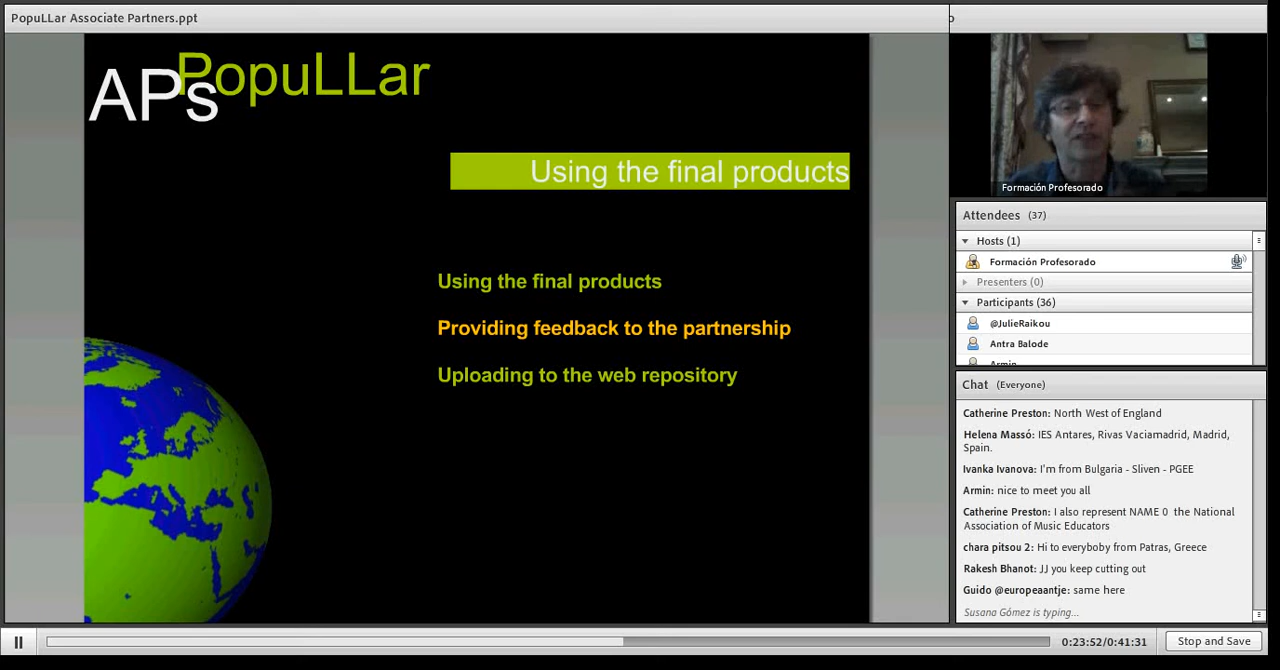 PopuLLar Associate Partners.ppt
PopuLLar
APs
Using the final products
Using the final products
Providing feedback to the partnership
Uploading to the web repository
Formación Profesorado
Attendees (37)
Hosts (1)
Formación Profesorado
Presenters (0)
Participants (36)
@JulieRaikou
Antra Balode
Armin
Chat (Everyone)
Catherine Preston: North West of England
Helena Massó: IES Antares, Rivas Vaciamadrid, Madrid,
Spain.
Ivanka Ivanova: I'm from Bulgaria - Sliven - PGEE
Armin: nice to meet you all
Catherine Preston: I also represent NAME 0 the National
Association of Music Educators
chara pitsou 2: Hi to everyboby from Patras, Greece
Rakesh Bhanot: JJ you keep cutting out
Guido @europeaantje: same here
Susana Gómez is typing...
0:23:52/0:41:31
Stop and Save